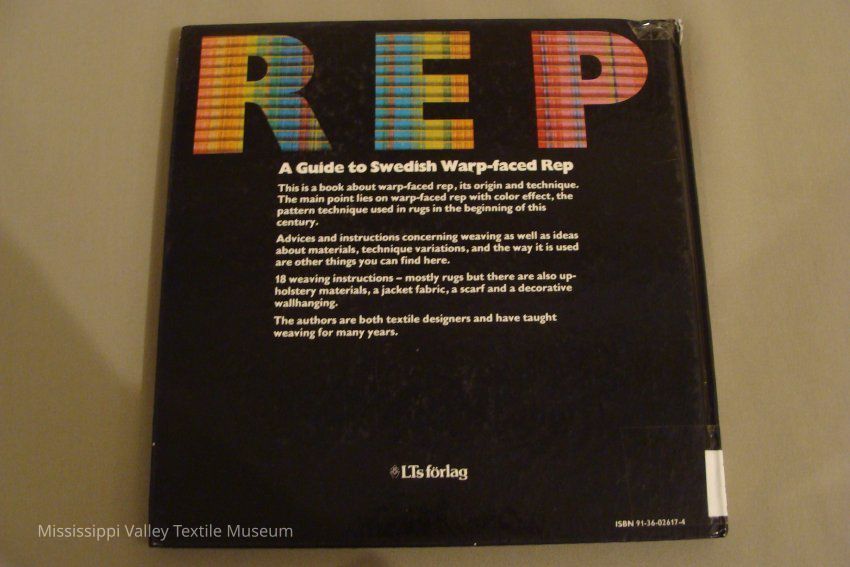 REP
A Guide to Swedish Warp-faced Rep
This is a book about warp-faced rep, its origin and technique.
The main point lies on warp-faced rep with color effect, the
pattern technique used in rugs in the beginning of this
century.
Advices and instructions concerning weaving as well as ideas
about materials, technique variations, and the way it is used
are other things you can find here.
18 weaving instructions – mostly rugs but there are also up-
holstery materials, a jacket fabric, a scarf and a decorative
wallhanging.
The authors are both textile designers and have taught
weaving for many years.
LTs förlag
ISBN 91-36-02617-4
Mississippi Valley Textile Museum